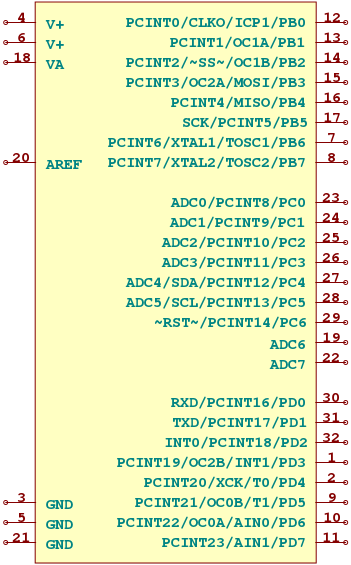 4 V+ PCINT0/CLKO/ICP1/PB0 12
6 V+ PCINT1/OC1A/PB1 13
18 VA PCINT2/~SS~/OC1B/PB2 14
PCINT3/OC2A/MOSI/PB3 15
PCINT4/MISO/PB4 16
SCK/PCINT5/PB5 17
PCINT6/XTAL1/TOSC1/PB6 7
20 AREF PCINT7/XTAL2/TOSC2/PB7 8
ADC0/PCINT8/PC0 23
ADC1/PCINT9/PC1 24
ADC2/PCINT10/PC2 25
ADC3/PCINT11/PC3 26
ADC4/SDA/PCINT12/PC4 27
ADC5/SCL/PCINT13/PC5 28
~RST~/PCINT14/PC6 29
ADC6 19
ADC7 22
RXD/PCINT16/PD0 30
TXD/PCINT17/PD1 31
INT0/PCINT18/PD2 32
PCINT19/OC2B/INT1/PD3 1
PCINT20/XCK/T0/PD4 2
3 GND PCINT21/OC0B/T1/PD5 9
5 GND PCINT22/OC0A/AIN0/PD6 10
21 GND PCINT23/AIN1/PD7 11